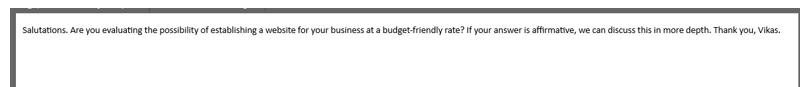 Salutations. Are you evaluating the possibility of establishing a website for your business at a budget-friendly rate? If your answer is affirmative, we can discuss this in more depth. Thank you, Vikas.